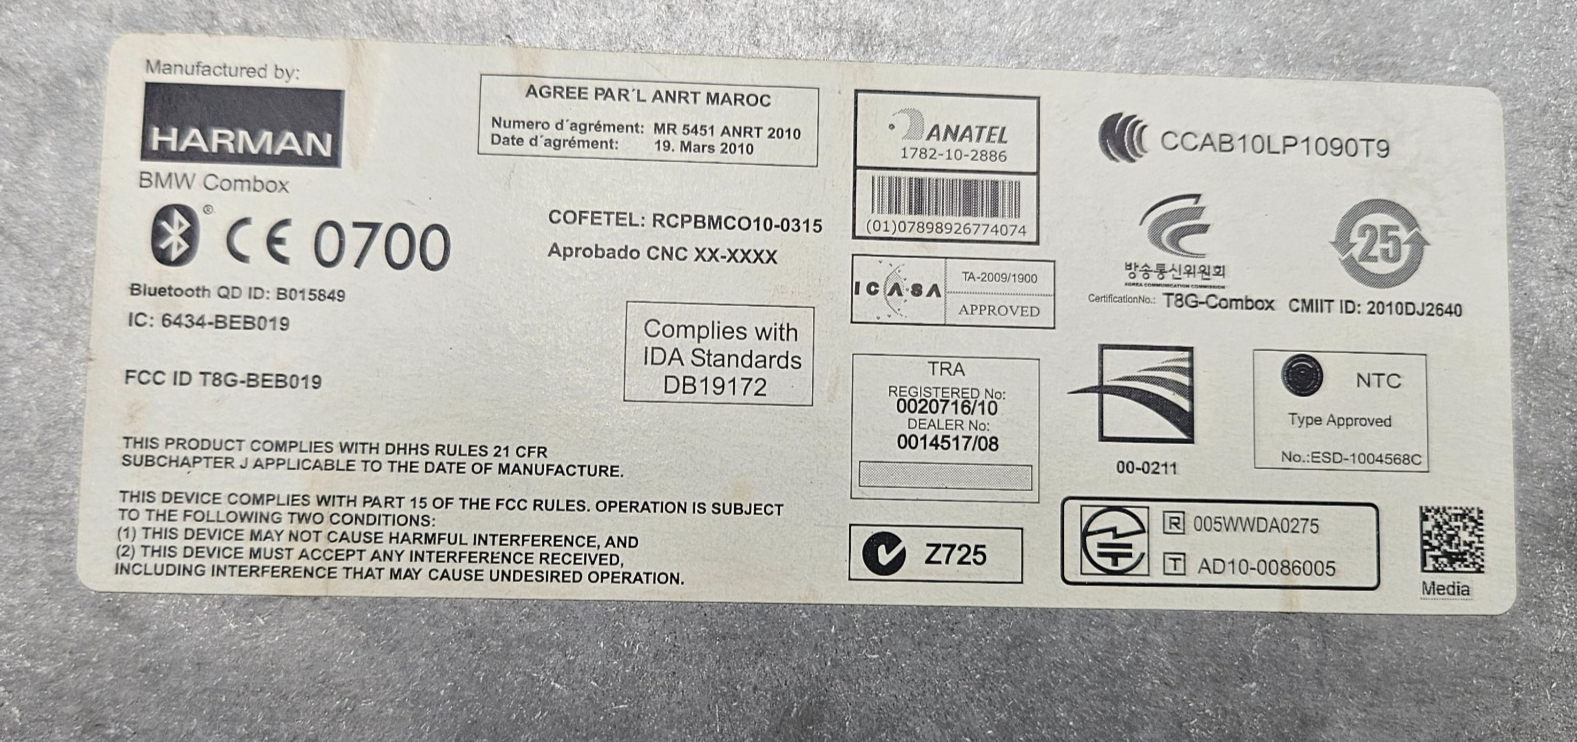 Manufactured by:
HARMAN
BMW Combox
® CE 0700
Bluetooth QD ID: B015849
IC: 6434-BEB019
FCC ID T8G-BEB019
THIS PRODUCT COMPLIES WITH DHHS RULES 21 CFR
SUBCHAPTER J APPLICABLE TO THE DATE OF MANUFACTURE.
THIS DEVICE COMPLIES WITH PART 15 OF THE FCC RULES. OPERATION IS SUBJECT
TO THE FOLLOWING TWO CONDITIONS:
(1) THIS DEVICE MAY NOT CAUSE HARMFUL INTERFERENCE, AND
(2) THIS DEVICE MUST ACCEPT ANY INTERFERENCE RECEIVED,
INCLUDING INTERFERENCE THAT MAY CAUSE UNDESIRED OPERATION.
AGREE PAR´L ANRT MAROC
Numero d´agrément: MR 5451 ANRT 2010
Date d´agrément: 19. Mars 2010
COFETEL: RCPBMCO10-0315
Aprobado CNC XX-XXXX
Complies with
IDA Standards
DB19172
ANATEL
1782-10-2886
(01)07898926774074
ICASA
TA-2009/1900
APPROVED
TRA
REGISTERED No:
0020716/10
DEALER No:
0014517/08
Z725
CCAB10LP1090T9
방송통신위원회
KOREA COMMUNICATIONS COMMISSION
25
CertificationNo.: T8G-Combox CMIIT ID: 2010DJ2640
00-0211
NTC
Type Approved
No.:ESD-1004568C
R 005WWDA0275
T AD10-0086005
Media